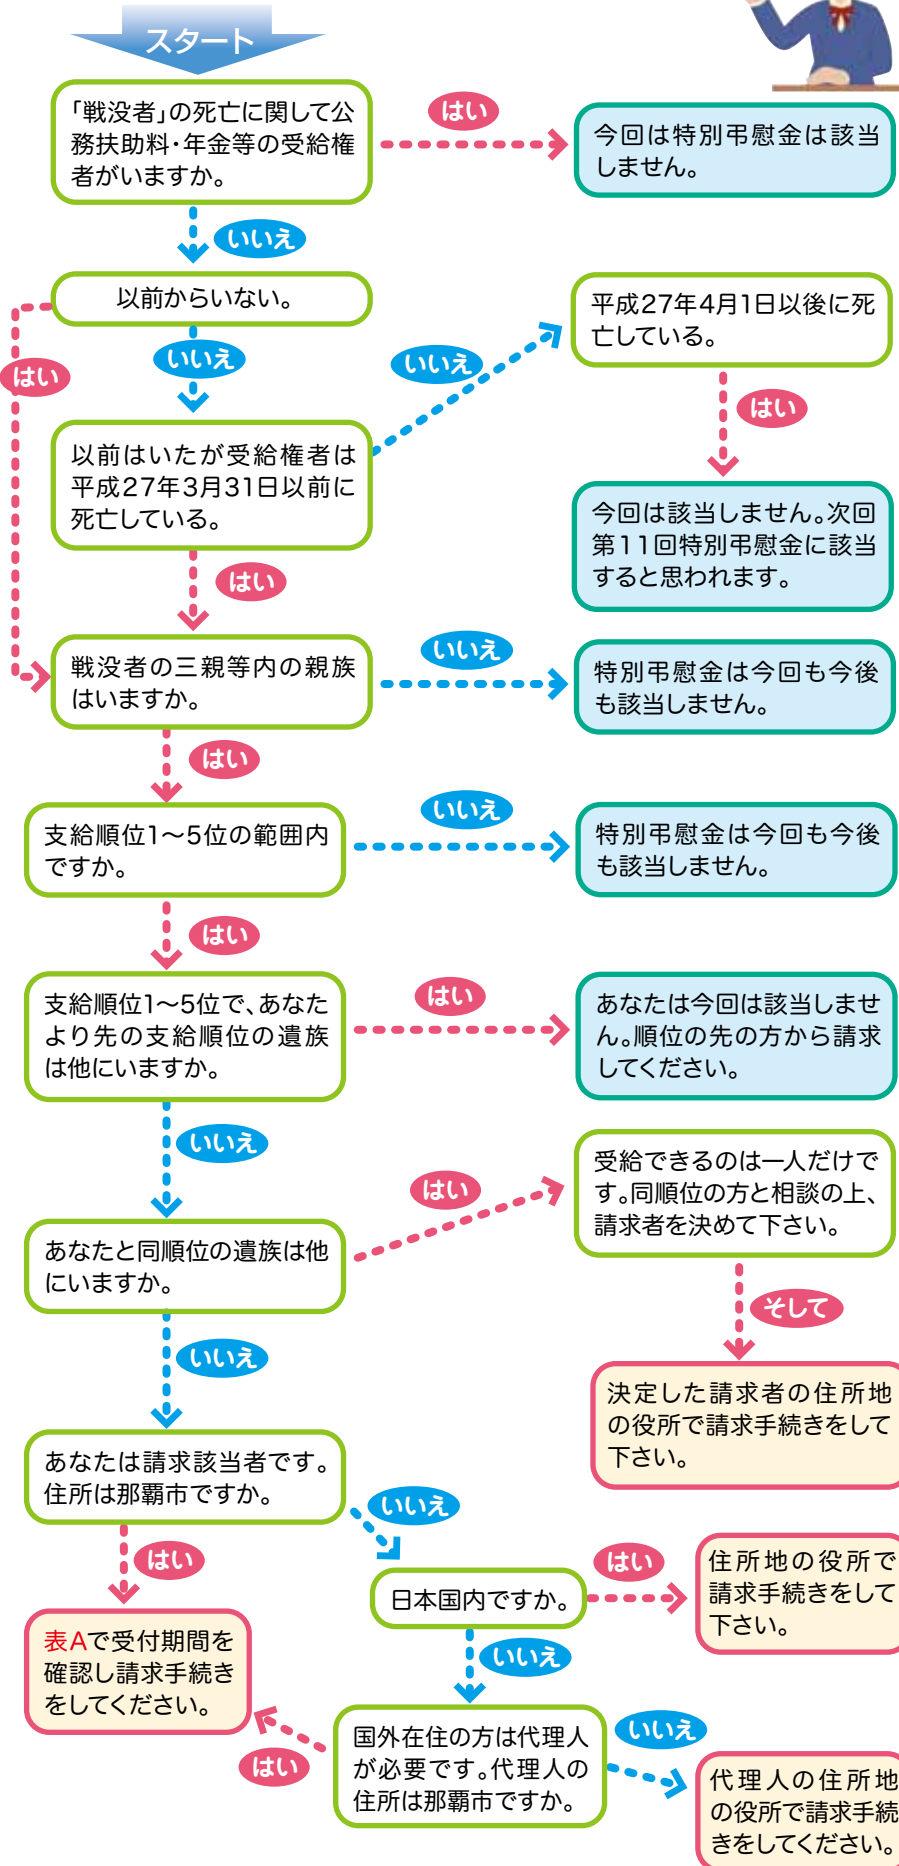 スタート
「戦没者」の死亡に関して公
務扶助料・年金等の受給権
者がいますか。
はい
今回は特別弔慰金は該当
しません。
いいえ
以前からいない。
はい
いいえ
いいえ
平成27年4月1日以後に死
亡している。
はい
以前はいたが受給権者は
平成27年3月31日以前に
死亡している。
今回は該当しません。次回
第11回特別弔慰金に該当
すると思われます。
はい
戦没者の三親等内の親族
はいますか。
いいえ
特別弔慰金は今回も今後
も該当しません。
はい
支給順位1〜5位の範囲内
ですか。
いいえ
特別弔慰金は今回も今後
も該当しません。
はい
支給順位1〜5位で、あなた
より先の支給順位の遺族
は他にいますか。
はい
あなたは今回は該当しませ
ん。順位の先の方から請求
してください。
いいえ
あなたと同順位の遺族は他
にいますか。
はい
受給できるのは一人だけで
す。同順位の方と相談の上、
請求者を決めて下さい。
そして
決定した請求者の住所地
の役所で請求手続きをして
下さい。
いいえ
あなたは請求該当者です。
住所は那覇市ですか。
いいえ
はい
日本国内ですか。
はい
住所地の役所で
請求手続きをして
下さい。
表Aで受付期間を
確認し請求手続き
をしてください。
いいえ
国外在住の方は代理人
が必要です。代理人の
住所は那覇市ですか。
はい
いいえ
代理人の住所地
の役所で請求手続
きをしてください。